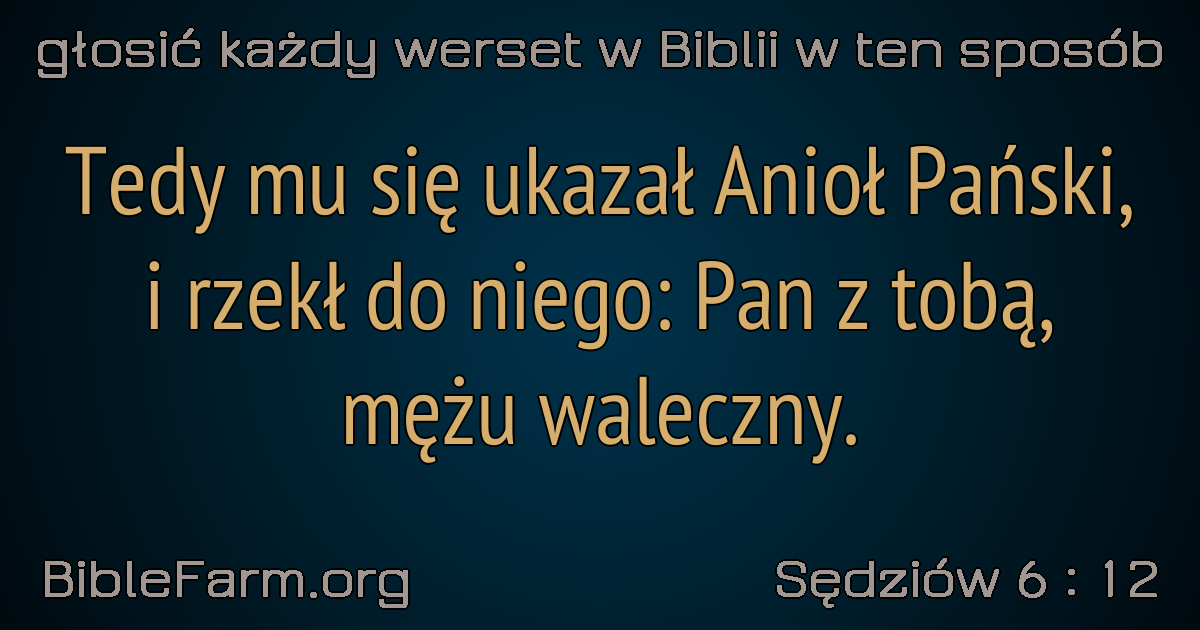 głosić każdy werset w Biblii w ten sposób
Tedy mu się ukazał Anioł Pański,
i rzekł do niego: Pan z tobą,
mężu waleczny.
BibleFarm.org
Sędziów 6 : 12